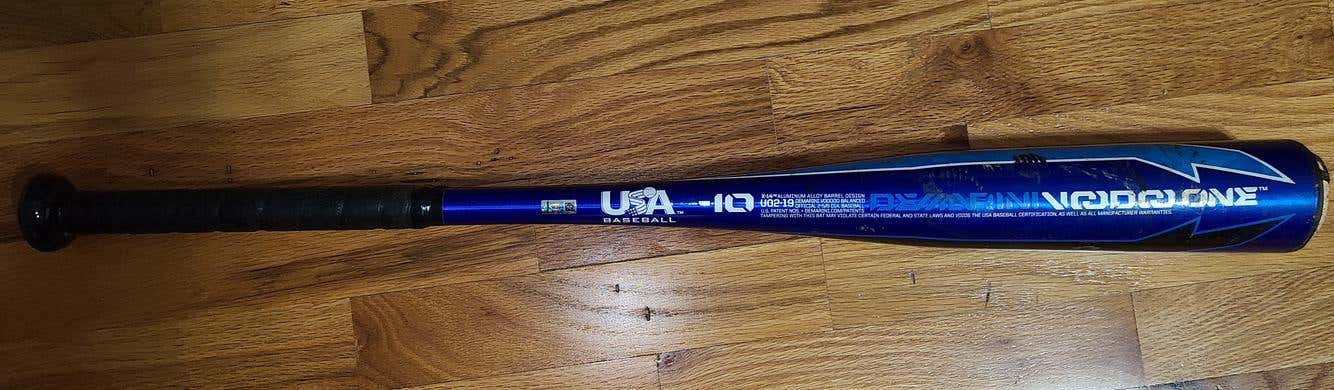 USA
BASEBALL
-10
X-14™ ALUMINUM ALLOY BARREL DESIGN
U02-19 DEMARINI VOODOO BALANCED
OFFICIAL 2-5/8 USA BASEBALL
U.S. PATENT NOS. • DEMARINI.COM/PATENTS
TAMPERING WITH THIS BAT MAY VIOLATE CERTAIN FEDERAL AND STATE LAWS AND VOIDS THE USA BASEBALL CERTIFICATION, AS WELL AS ALL MANUFACTURER WARRANTIES.
DEMARINI VOODOO ONE™